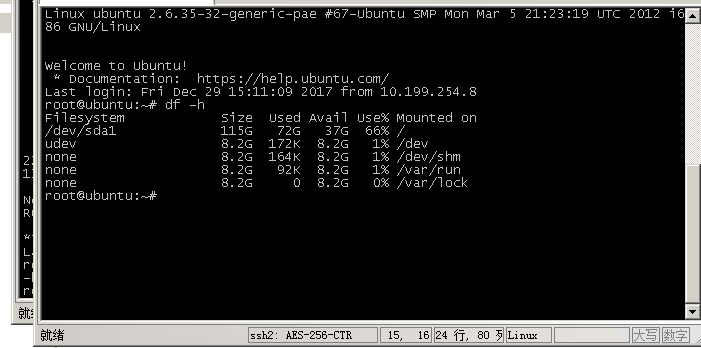 Linux ubuntu 2.6.35-32-generic-pae #67-Ubuntu SMP Mon Mar 5 21:23:19 UTC 2012 i6
86 GNU/Linux
Welcome to Ubuntu!
 * Documentation:  https://help.ubuntu.com/
Last login: Fri Dec 29 15:11:09 2017 from 10.199.254.8
root@ubuntu:~# df -h
Filesystem            Size  Used Avail Use% Mounted on
/dev/sda1             115G   72G   37G  66% /
udev                  8.2G  172K  8.2G   1% /dev
none                  8.2G  164K  8.2G   1% /dev/shm
none                  8.2G   92K  8.2G   1% /var/run
none                  8.2G     0  8.2G   0% /var/lock
root@ubuntu:~#
就绪 ssh2: AES-256-CTR 15, 16 24 行, 80 列 Linux 大写 数字